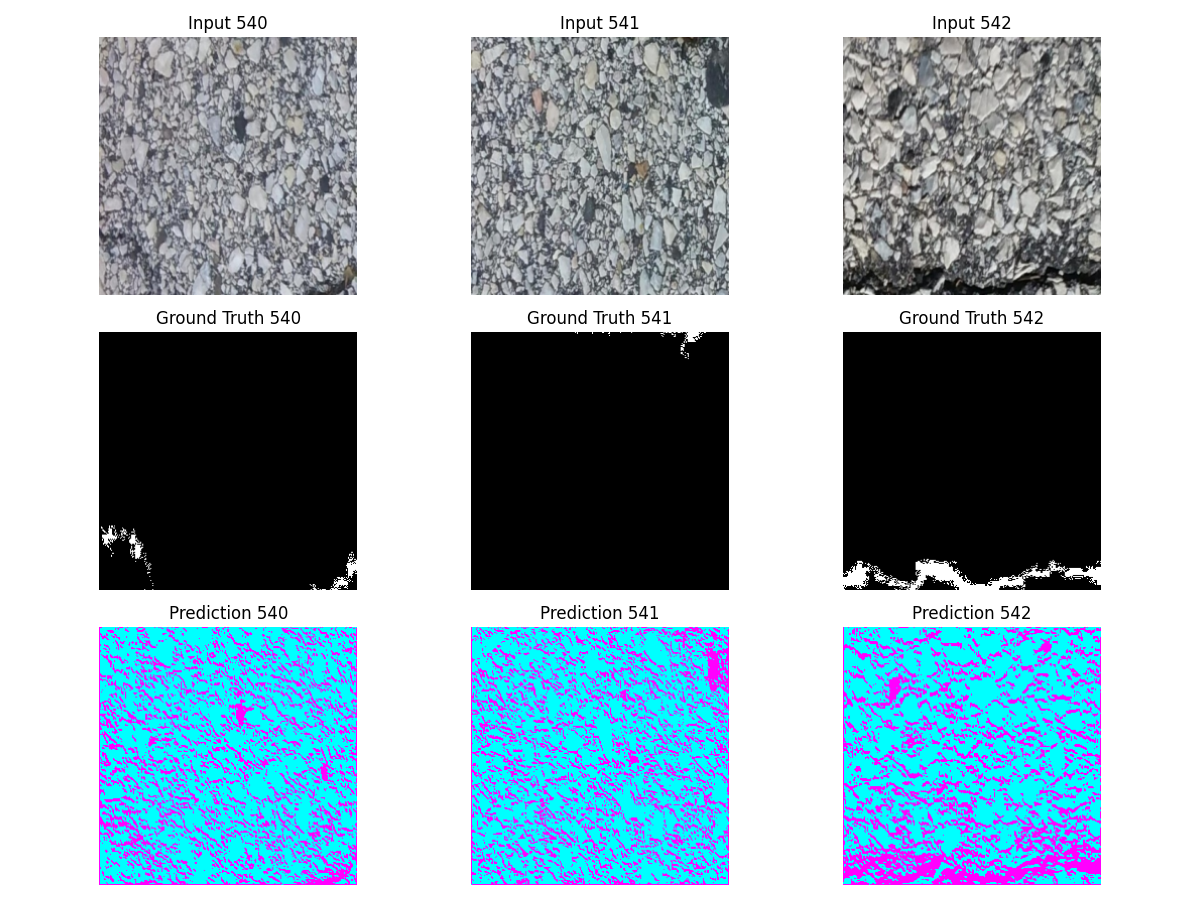 Input 540
Input 541
Input 542
Ground Truth 540
Ground Truth 541
Ground Truth 542
Prediction 540
Prediction 541
Prediction 542